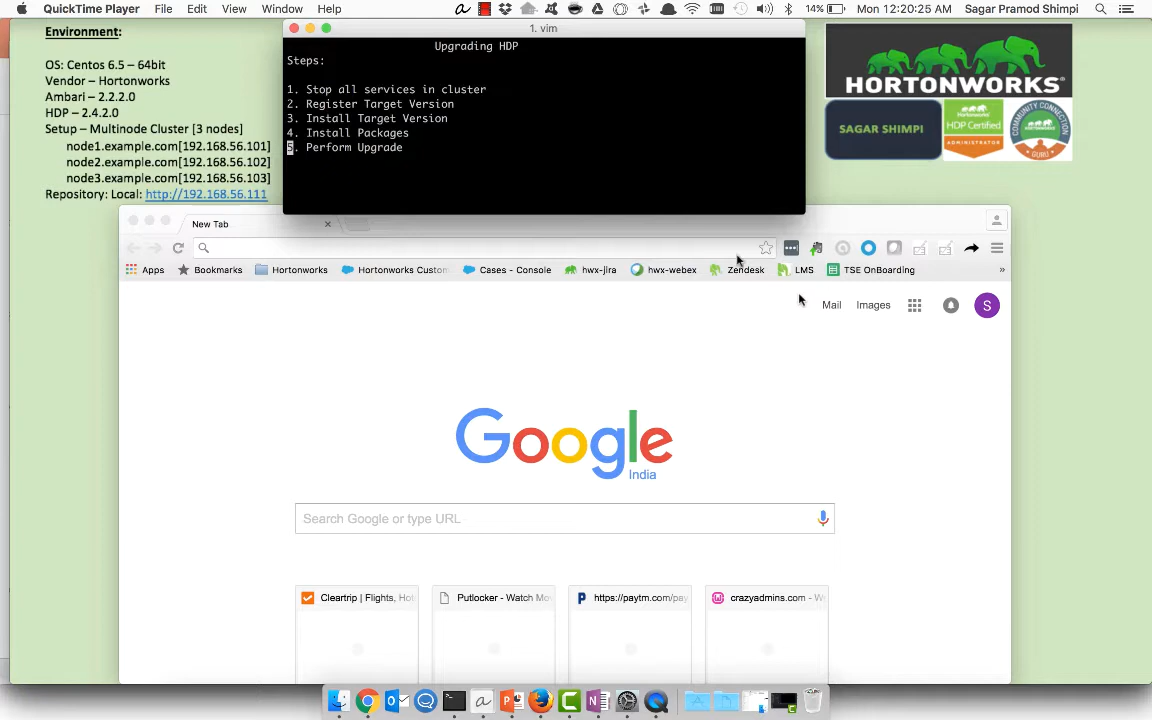 QuickTime Player File Edit View Window Help 14% Mon 12:20:25 AM Sagar Pramod Shimpi
Environment:
OS: Centos 6.5 – 64bit
Vendor – Hortonworks
Ambari – 2.2.2.0
HDP – 2.4.2.0
Setup – Multinode Cluster [3 nodes]
node1.example.com[192.168.56.101]
node2.example.com[192.168.56.102]
node3.example.com[192.168.56.103]
Repository: Local: http://192.168.56.111
1. vim
Upgrading HDP
Steps:
1. Stop all services in cluster
2. Register Target Version
3. Install Target Version
4. Install Packages
5. Perform Upgrade
HORTONWORKS
SAGAR SHIMPI
HORTONWORKS
HDP Certified
ADMINISTRATOR
COMMUNITY CONNECTION
GURU
New Tab
Apps Bookmarks Hortonworks Hortonworks Custom Cases - Console hwx-jira hwx-webex Zendesk LMS TSE OnBoarding »
Mail Images S
Google
India
Search Google or type URL
Cleartrip | Flights, Hot Putlocker - Watch Mov https://paytm.com/pay crazyadmins.com - W